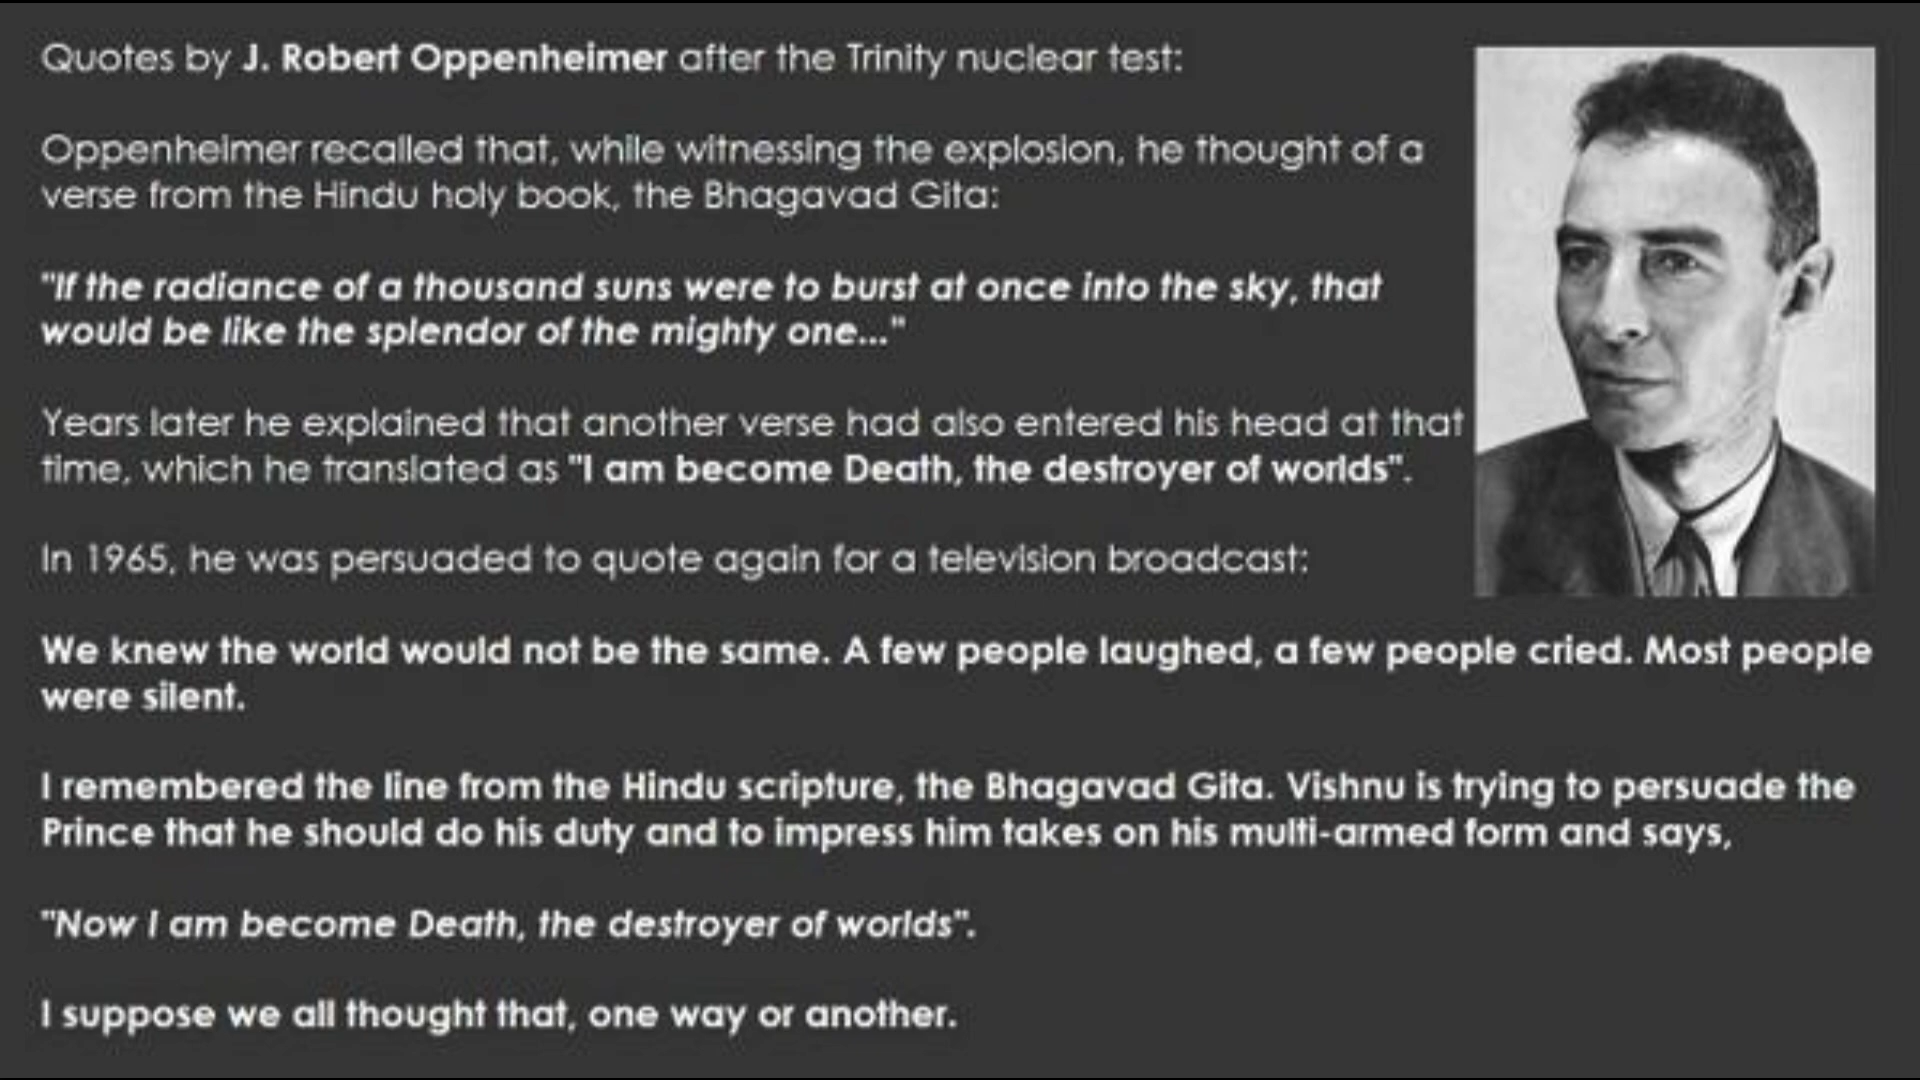 Quotes by J. Robert Oppenheimer after the Trinity nuclear test:
Oppenheimer recalled that, while witnessing the explosion, he thought of a
verse from the Hindu holy book, the Bhagavad Gita:
"If the radiance of a thousand suns were to burst at once into the sky, that
would be like the splendor of the mighty one..."
Years later he explained that another verse had also entered his head at that
time, which he translated as "I am become Death, the destroyer of worlds".
In 1965, he was persuaded to quote again for a television broadcast:
We knew the world would not be the same. A few people laughed, a few people cried. Most people
were silent.
I remembered the line from the Hindu scripture, the Bhagavad Gita. Vishnu is trying to persuade the
Prince that he should do his duty and to impress him takes on his multi-armed form and says,
"Now I am become Death, the destroyer of worlds".
I suppose we all thought that, one way or another.